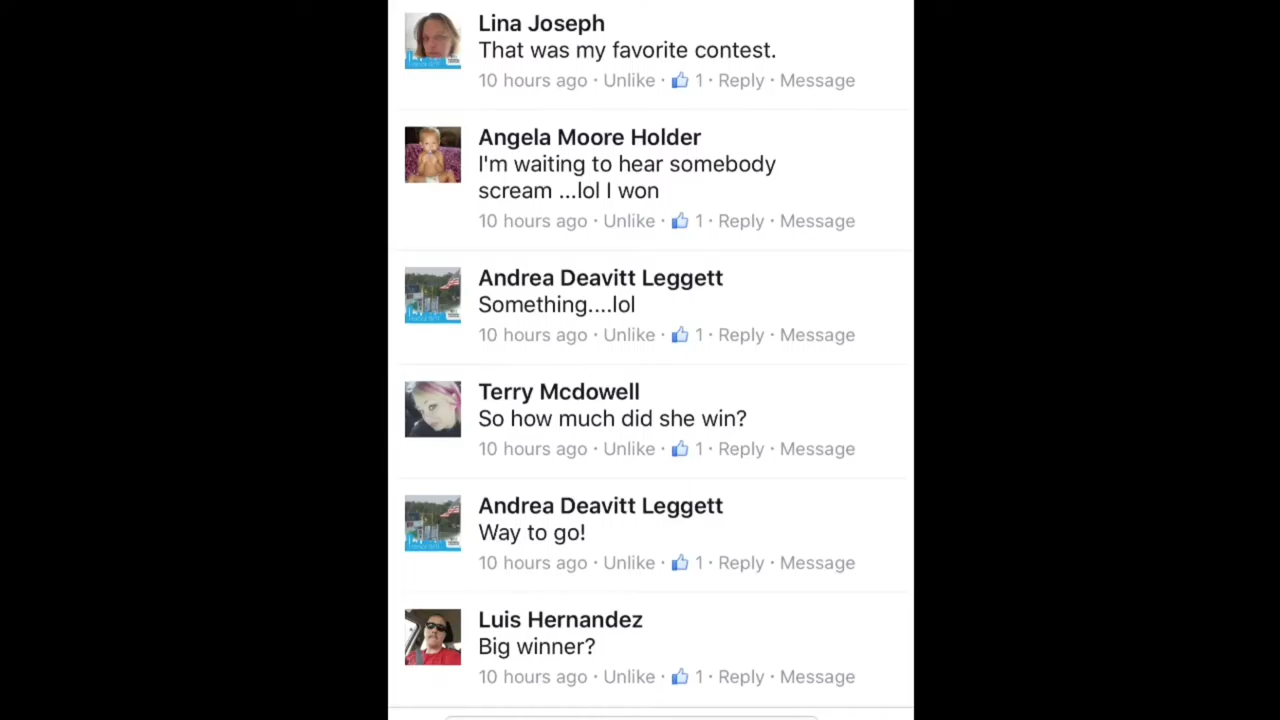 Lina Joseph
That was my favorite contest.
10 hours ago · Unlike · 1 · Reply · Message
Angela Moore Holder
I'm waiting to hear somebody
scream ...lol I won
10 hours ago · Unlike · 1 · Reply · Message
Andrea Deavitt Leggett
Something....lol
10 hours ago · Unlike · 1 · Reply · Message
Terry Mcdowell
So how much did she win?
10 hours ago · Unlike · 1 · Reply · Message
Andrea Deavitt Leggett
Way to go!
10 hours ago · Unlike · 1 · Reply · Message
Luis Hernandez
Big winner?
10 hours ago · Unlike · 1 · Reply · Message